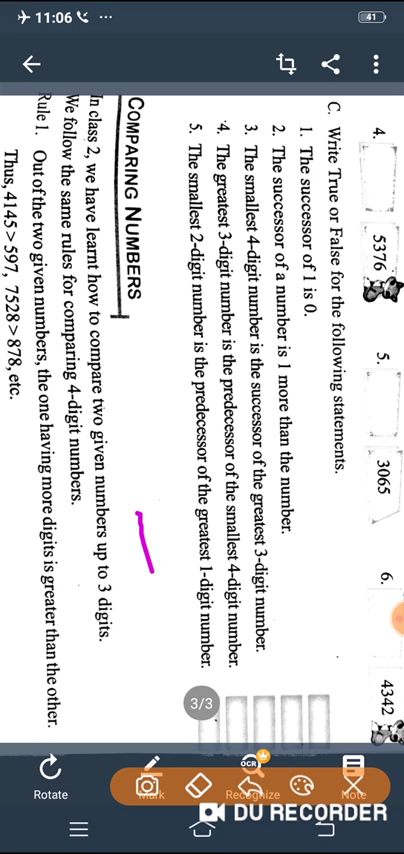 11:06
41
4.
5376
5.
3065
6.
4342
C. Write True or False for the following statements.
1. The successor of 1 is 0.
2. The successor of a number is 1 more than the number.
3. The smallest 4-digit number is the successor of the greatest 3-digit number.
4. The greatest 3-digit number is the predecessor of the smallest 4-digit number.
5. The smallest 2-digit number is the predecessor of the greatest 1-digit number.
COMPARING NUMBERS
In class 2, we have learnt how to compare two given numbers up to 3 digits.
We follow the same rules for comparing 4-digit numbers.
Rule 1. Out of the two given numbers, the one having more digits is greater than the other.
Thus, 4145 > 597, 7528 > 878, etc.
3/3
OCR
Rotate
Mark
Recognize
Note
DU RECORDER